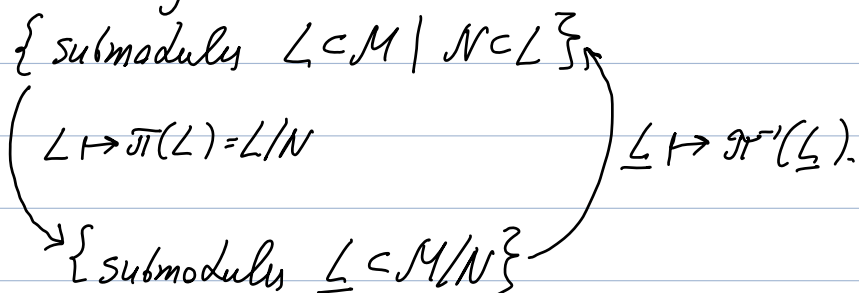 { submodules L ⊂ M | N ⊂ L }
L ↦ π(L) = L/N L̲ ↦ π⁻¹(L̲).
{ submodules L̲ ⊂ M/N }